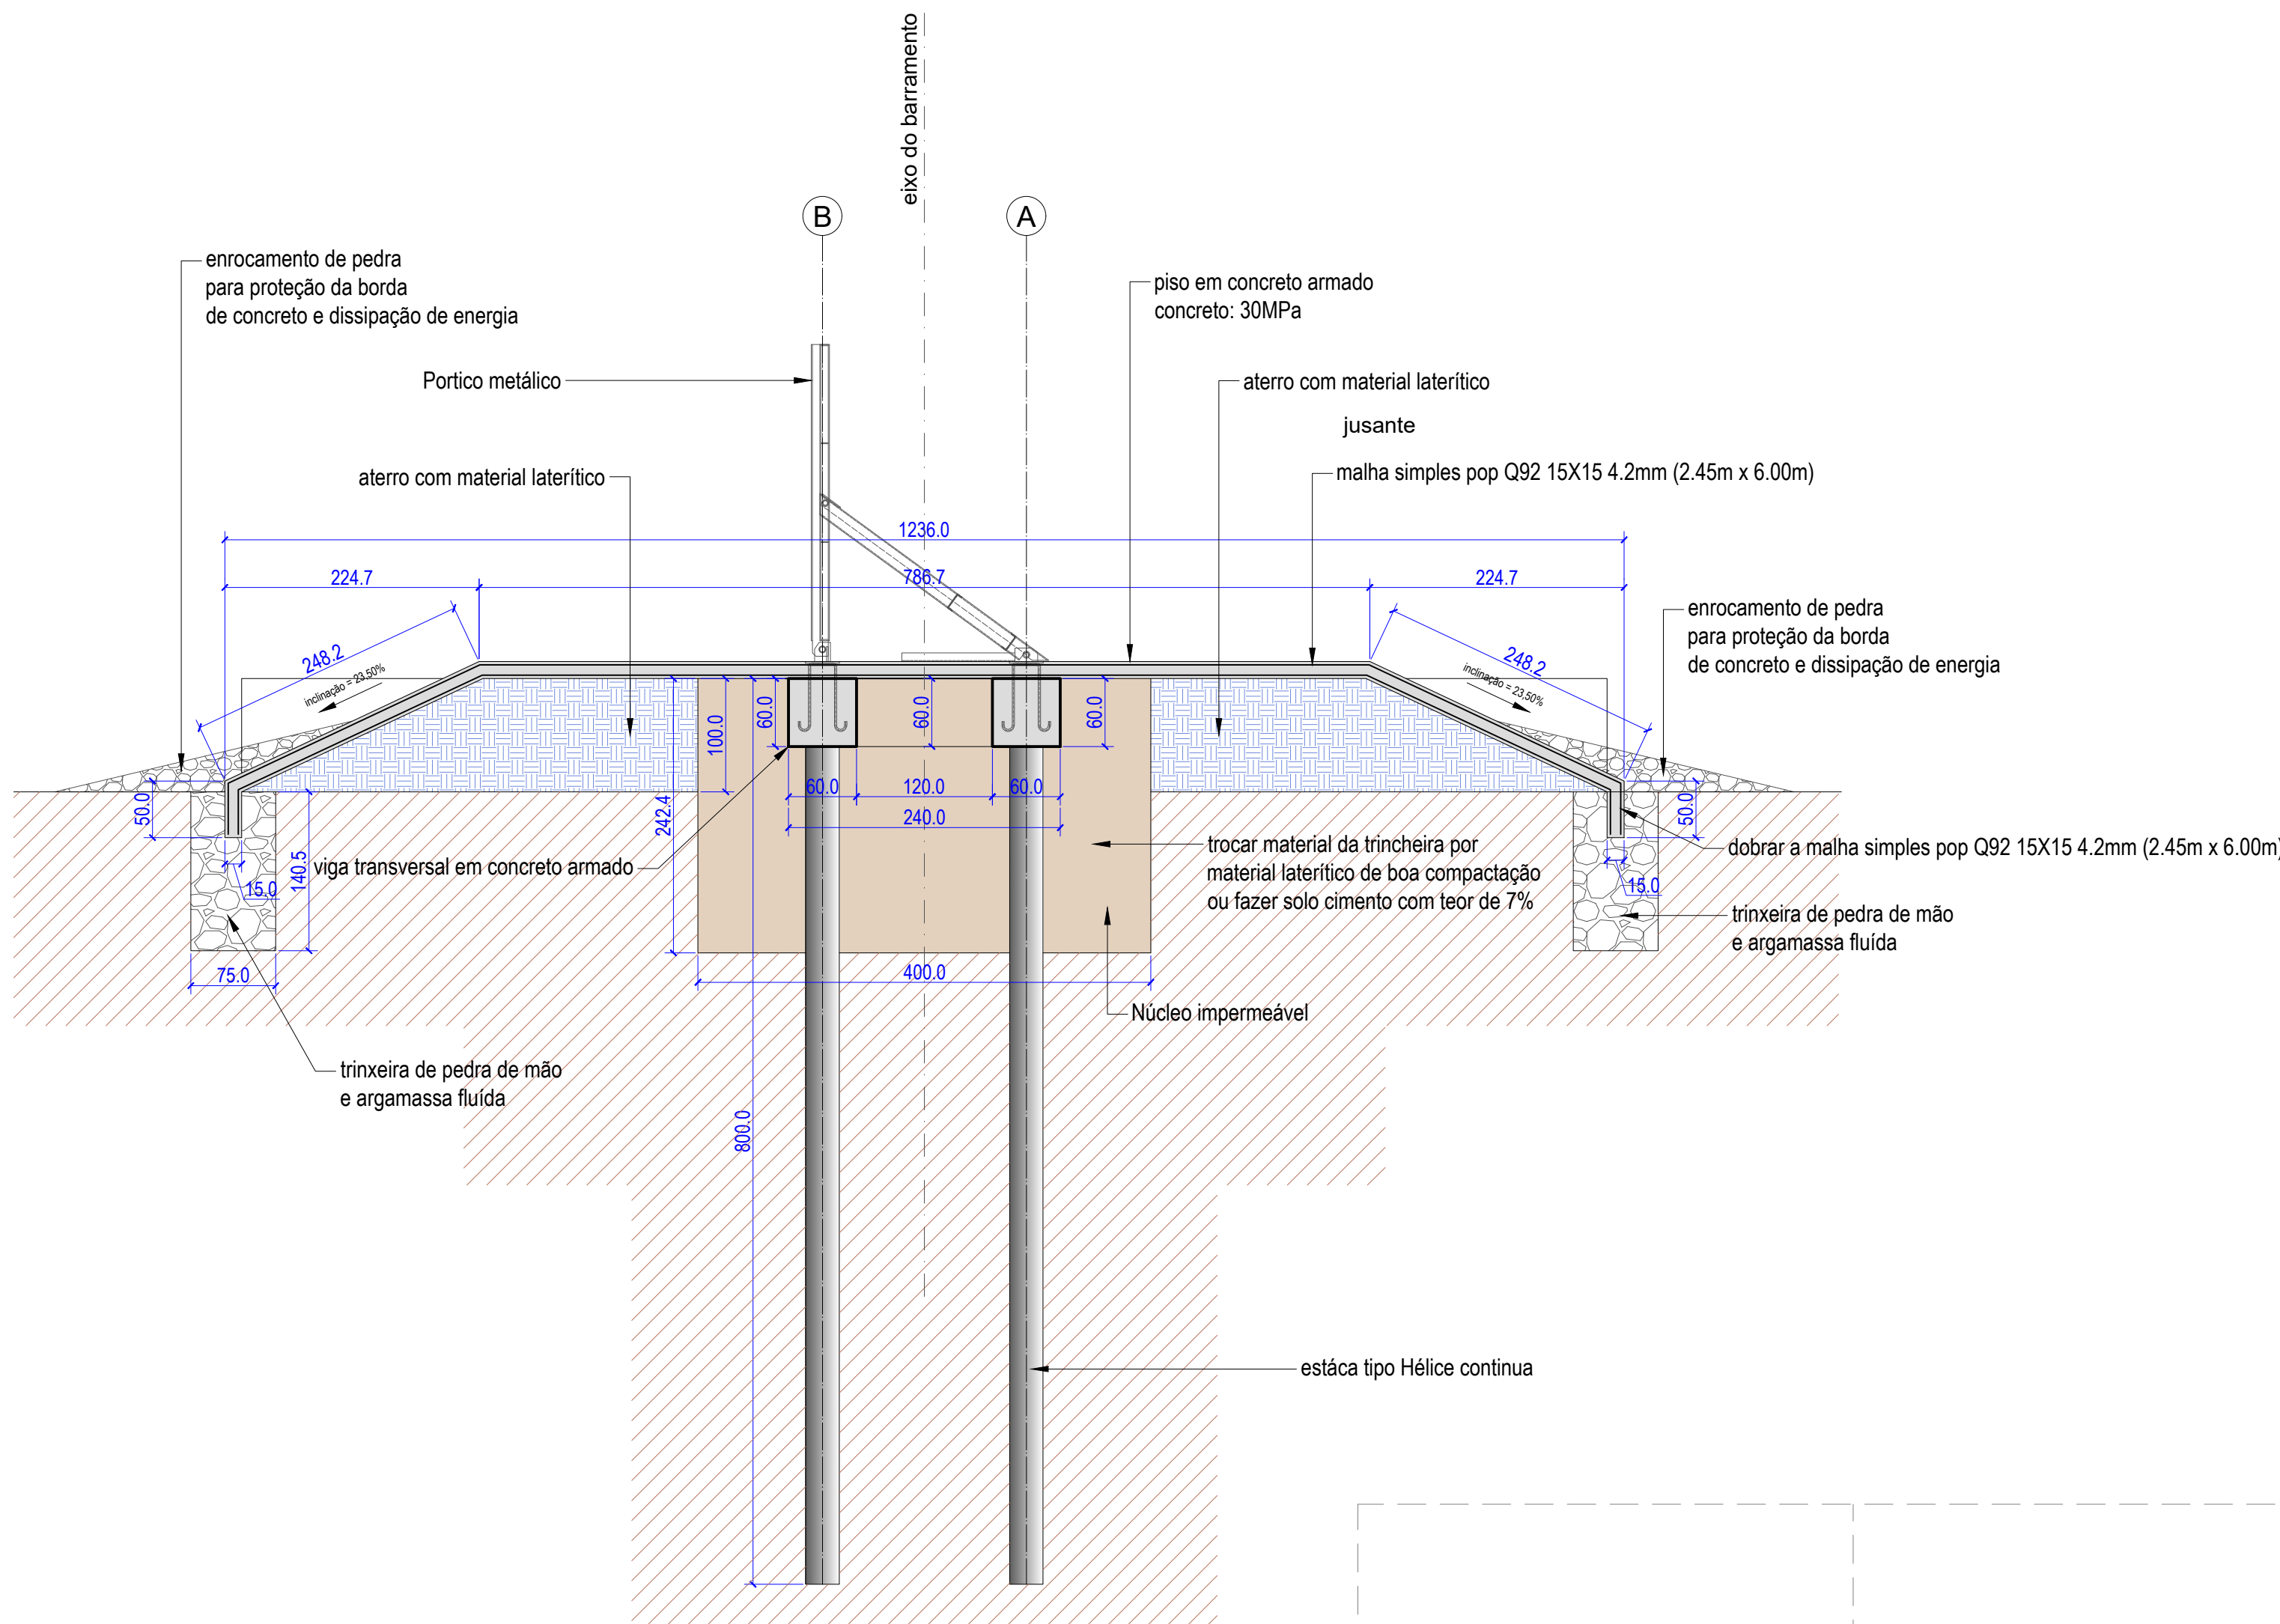 eixo do barramento
B
A
enrocamento de pedra
para proteção da borda
de concreto e dissipação de energia
piso em concreto armado
concreto: 30MPa
Portico metálico
aterro com material laterítico
jusante
aterro com material laterítico
malha simples pop Q92 15X15 4.2mm (2.45m x 6.00m)
1236.0
224.7
786.7
224.7
enrocamento de pedra
para proteção da borda
de concreto e dissipação de energia
248.2
inclinação = 23,50%
248.2
inclinação = 23,50%
100.0
60.0
60.0
60.0
50.0
242.4
60.0
120.0
60.0
50.0
240.0
140.5
viga transversal em concreto armado
trocar material da trincheira por
material laterítico de boa compactação
ou fazer solo cimento com teor de 7%
dobrar a malha simples pop Q92 15X15 4.2mm (2.45m x 6.00m)
15.0
15.0
trinxeira de pedra de mão
e argamassa fluída
75.0
400.0
Núcleo impermeável
trinxeira de pedra de mão
e argamassa fluída
800.0
estáca tipo Hélice continua